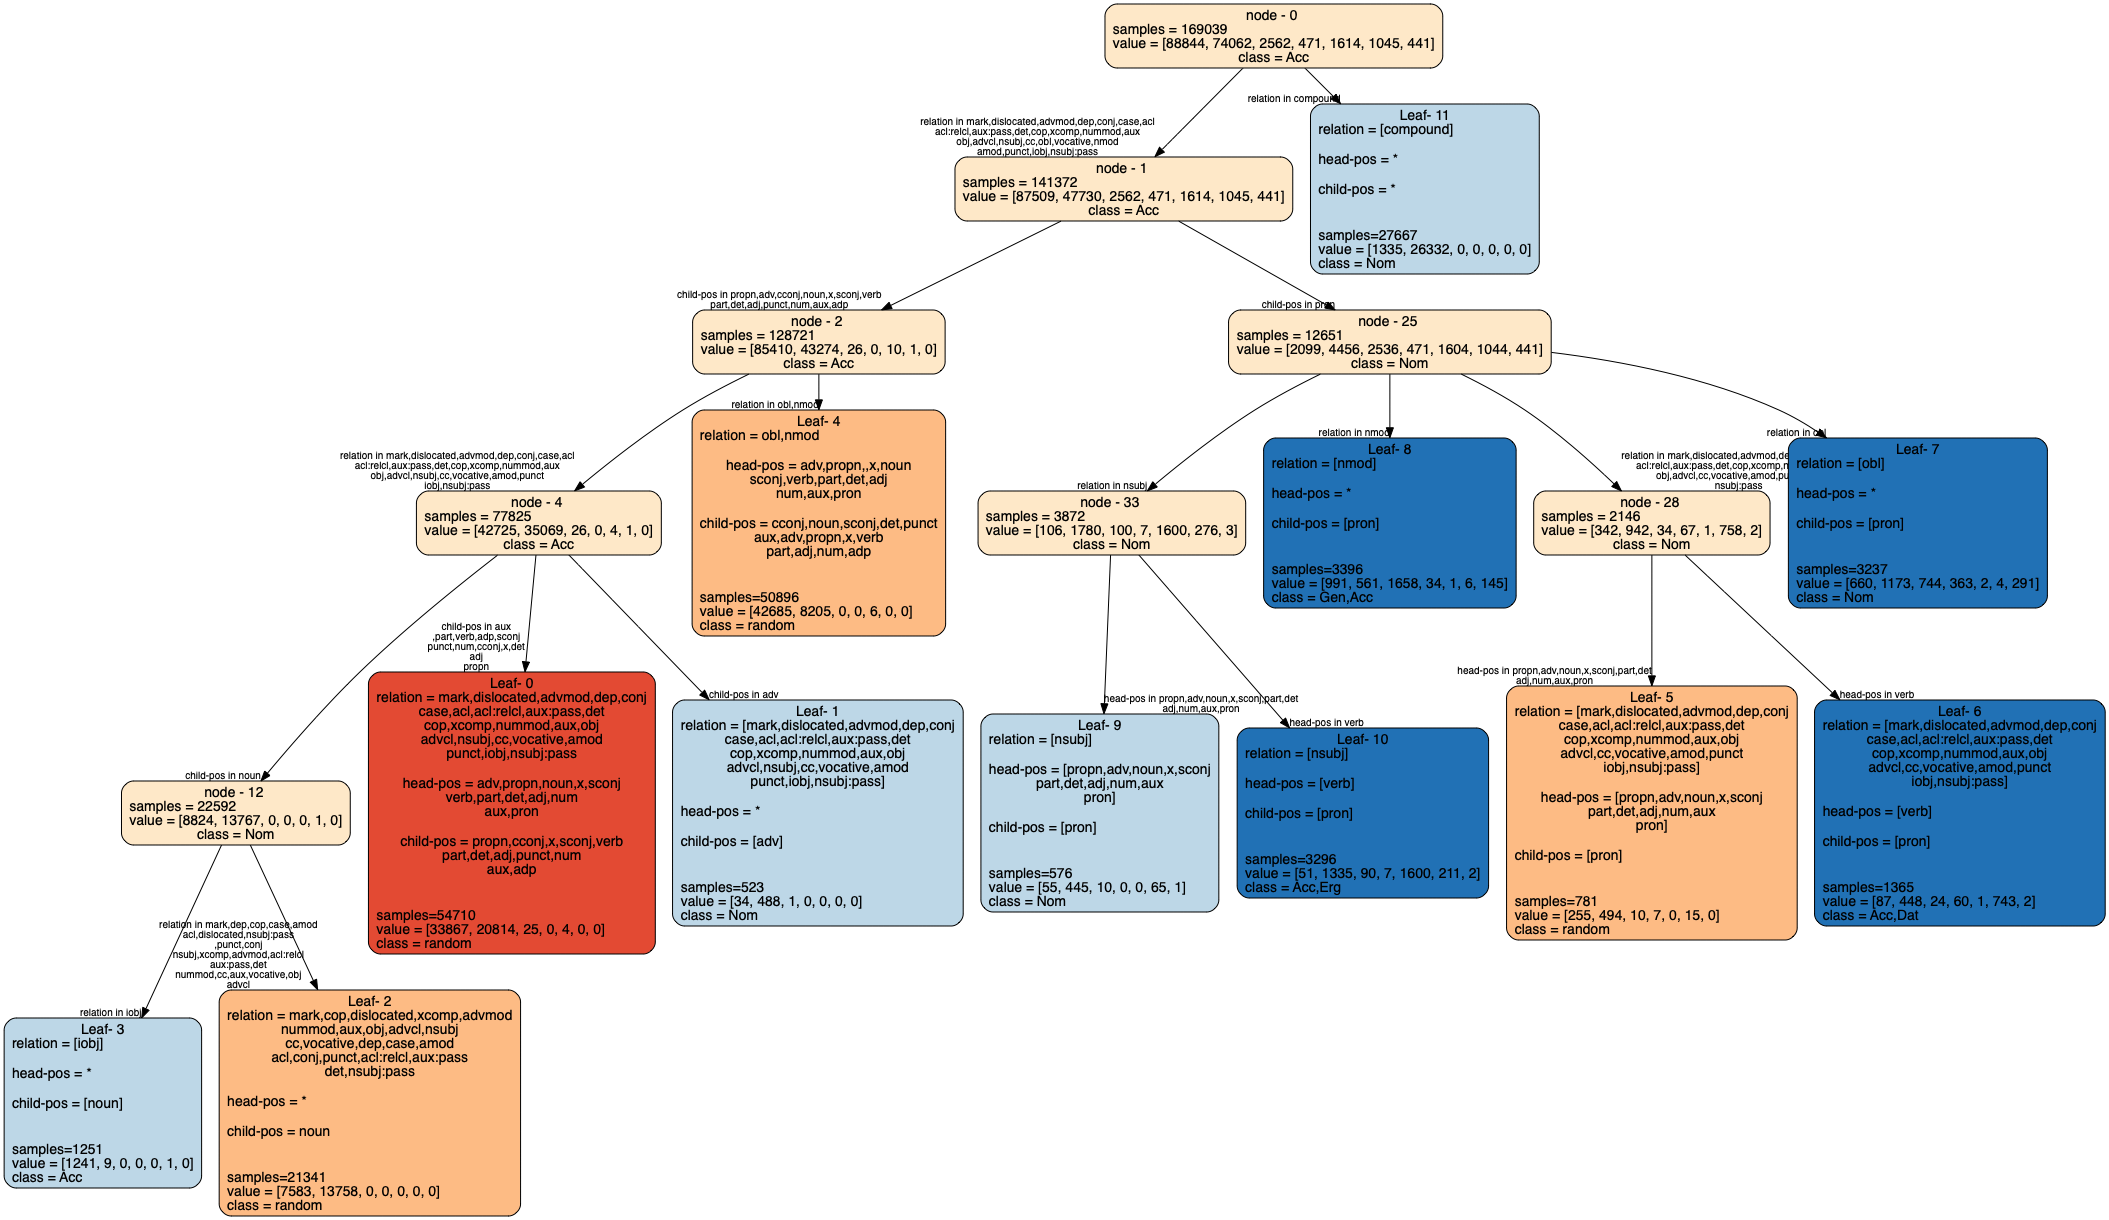 node - 0
samples = 169039
value = [88844, 74062, 2562, 471, 1614, 1045, 441]
class = Acc
relation in mark,dislocated,advmod,dep,conj,case,acl
acl:relcl,aux:pass,det,cop,xcomp,nummod,aux
obj,advcl,nsubj,cc,obl,vocative,nmod
amod,punct,iobj,nsubj:pass
relation in compound
node - 1
samples = 141372
value = [87509, 47730, 2562, 471, 1614, 1045, 441]
class = Acc
Leaf- 11
relation = [compound]
head-pos = *
child-pos = *
samples=27667
value = [1335, 26332, 0, 0, 0, 0, 0]
class = Nom
child-pos in propn,adv,cconj,noun,x,sconj,verb
part,det,adj,punct,num,aux,adp
child-pos in pron
node - 2
samples = 128721
value = [85410, 43274, 26, 0, 10, 1, 0]
class = Acc
node - 25
samples = 12651
value = [2099, 4456, 2536, 471, 1604, 1044, 441]
class = Nom
relation in mark,dislocated,advmod,dep,conj,case,acl
acl:relcl,aux:pass,det,cop,xcomp,nummod,aux
obj,advcl,nsubj,cc,vocative,amod,punct
iobj,nsubj:pass
relation in obl,nmod
Leaf- 4
relation = obl,nmod
head-pos = adv,propn,,x,noun
sconj,verb,part,det,adj
num,aux,pron
child-pos = cconj,noun,sconj,det,punct
aux,adv,propn,x,verb
part,adj,num,adp
samples=50896
value = [42685, 8205, 0, 0, 6, 0, 0]
class = random
relation in nsubj
relation in nmod
relation in mark,dislocated,advmod,de
acl:relcl,aux:pass,det,cop,xcomp,n
obj,advcl,cc,vocative,amod,pu
nsubj:pass
relation in obl
node - 4
samples = 77825
value = [42725, 35069, 26, 0, 4, 1, 0]
class = Acc
node - 33
samples = 3872
value = [106, 1780, 100, 7, 1600, 276, 3]
class = Nom
Leaf- 8
relation = [nmod]
head-pos = *
child-pos = [pron]
samples=3396
value = [991, 561, 1658, 34, 1, 6, 145]
class = Gen,Acc
node - 28
samples = 2146
value = [342, 942, 34, 67, 1, 758, 2]
class = Nom
Leaf- 7
relation = [obl]
head-pos = *
child-pos = [pron]
samples=3237
value = [660, 1173, 744, 363, 2, 4, 291]
class = Nom
child-pos in noun
child-pos in aux
,part,verb,adp,sconj
punct,num,cconj,x,det
adj
propn
child-pos in adv
head-pos in propn,adv,noun,x,sconj,part,det
adj,num,aux,pron
head-pos in verb
head-pos in propn,adv,noun,x,sconj,part,det
adj,num,aux,pron
head-pos in verb
node - 12
samples = 22592
value = [8824, 13767, 0, 0, 0, 1, 0]
class = Nom
Leaf- 0
relation = mark,dislocated,advmod,dep,conj
case,acl,acl:relcl,aux:pass,det
cop,xcomp,nummod,aux,obj
advcl,nsubj,cc,vocative,amod
punct,iobj,nsubj:pass
head-pos = adv,propn,noun,x,sconj
verb,part,det,adj,num
aux,pron
child-pos = propn,cconj,x,sconj,verb
part,det,adj,punct,num
aux,adp
samples=54710
value = [33867, 20814, 25, 0, 4, 0, 0]
class = random
Leaf- 1
relation = [mark,dislocated,advmod,dep,conj
case,acl,acl:relcl,aux:pass,det
cop,xcomp,nummod,aux,obj
advcl,nsubj,cc,vocative,amod
punct,iobj,nsubj:pass]
head-pos = *
child-pos = [adv]
samples=523
value = [34, 488, 1, 0, 0, 0, 0]
class = Nom
Leaf- 9
relation = [nsubj]
head-pos = [propn,adv,noun,x,sconj
part,det,adj,num,aux
pron]
child-pos = [pron]
samples=576
value = [55, 445, 10, 0, 0, 65, 1]
class = Nom
Leaf- 10
relation = [nsubj]
head-pos = [verb]
child-pos = [pron]
samples=3296
value = [51, 1335, 90, 7, 1600, 211, 2]
class = Acc,Erg
Leaf- 5
relation = [mark,dislocated,advmod,dep,conj
case,acl,acl:relcl,aux:pass,det
cop,xcomp,nummod,aux,obj
advcl,cc,vocative,amod,punct
iobj,nsubj:pass]
head-pos = [propn,adv,noun,x,sconj
part,det,adj,num,aux
pron]
child-pos = [pron]
samples=781
value = [255, 494, 10, 7, 0, 15, 0]
class = random
Leaf- 6
relation = [mark,dislocated,advmod,dep,conj
case,acl,acl:relcl,aux:pass,det
cop,xcomp,nummod,aux,obj
advcl,cc,vocative,amod,punct
iobj,nsubj:pass]
head-pos = [verb]
child-pos = [pron]
samples=1365
value = [87, 448, 24, 60, 1, 743, 2]
class = Acc,Dat
relation in iobj
relation in mark,dep,cop,case,amod
acl,dislocated,nsubj:pass
,punct,conj
nsubj,xcomp,advmod,acl:relcl
aux:pass,det
nummod,cc,aux,vocative,obj
advcl
Leaf- 3
relation = [iobj]
head-pos = *
child-pos = [noun]
samples=1251
value = [1241, 9, 0, 0, 0, 1, 0]
class = Acc
Leaf- 2
relation = mark,cop,dislocated,xcomp,advmod
nummod,aux,obj,advcl,nsubj
cc,vocative,dep,case,amod
acl,conj,punct,acl:relcl,aux:pass
det,nsubj:pass
head-pos = *
child-pos = noun
samples=21341
value = [7583, 13758, 0, 0, 0, 0, 0]
class = random